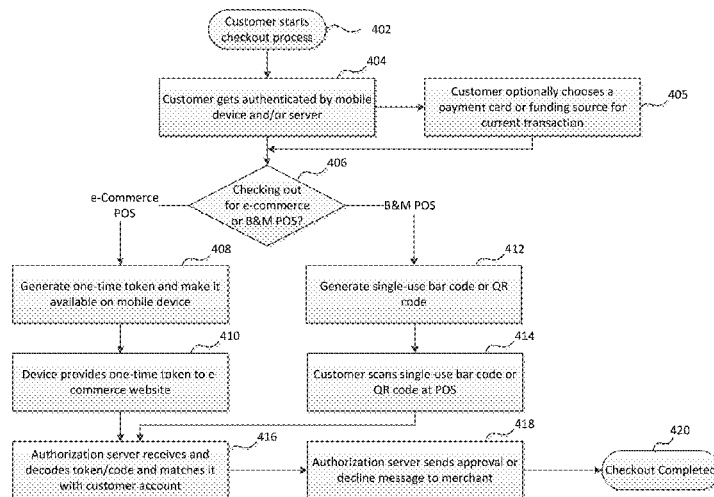 Customer starts
checkout process
402
404
Customer gets authenticated by mobile
device and/or server
Customer optionally chooses a
payment card or funding source for
current transaction
405
406
Checking out
for e-commerce
or B&M POS?
e-Commerce
POS
B&M POS
408
Generate one-time token and make it
available on mobile device
412
Generate single-use bar code or QR
code
410
Device provides one-time token to e-
commerce website
414
Customer scans single-use bar code or
QR code at POS
416
Authorization server receives and
decodes token/code and matches it
with customer account
418
Authorization server sends approval or
decline message to merchant
420
Checkout Completed